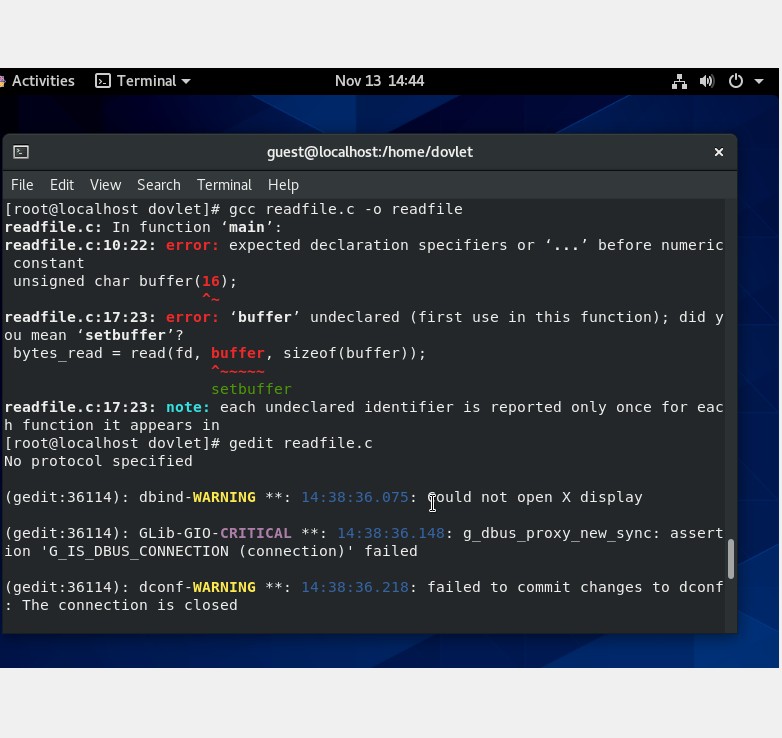 Activities Terminal Nov 13 14:44
guest@localhost:/home/dovlet ×
File Edit View Search Terminal Help
[root@localhost dovlet]# gcc readfile.c -o readfile
readfile.c: In function ‘main’:
readfile.c:10:22: error: expected declaration specifiers or ‘...’ before numeric
 constant
 unsigned char buffer(16);
                      ^~
readfile.c:17:23: error: ‘buffer’ undeclared (first use in this function); did y
ou mean ‘setbuffer’?
 bytes_read = read(fd, buffer, sizeof(buffer));
                       ^~~~~~
                       setbuffer
readfile.c:17:23: note: each undeclared identifier is reported only once for eac
h function it appears in
[root@localhost dovlet]# gedit readfile.c
No protocol specified
(gedit:36114): dbind-WARNING **: 14:38:36.075: Could not open X display
(gedit:36114): GLib-GIO-CRITICAL **: 14:38:36.148: g_dbus_proxy_new_sync: assert
ion 'G_IS_DBUS_CONNECTION (connection)' failed
(gedit:36114): dconf-WARNING **: 14:38:36.218: failed to commit changes to dconf
: The connection is closed